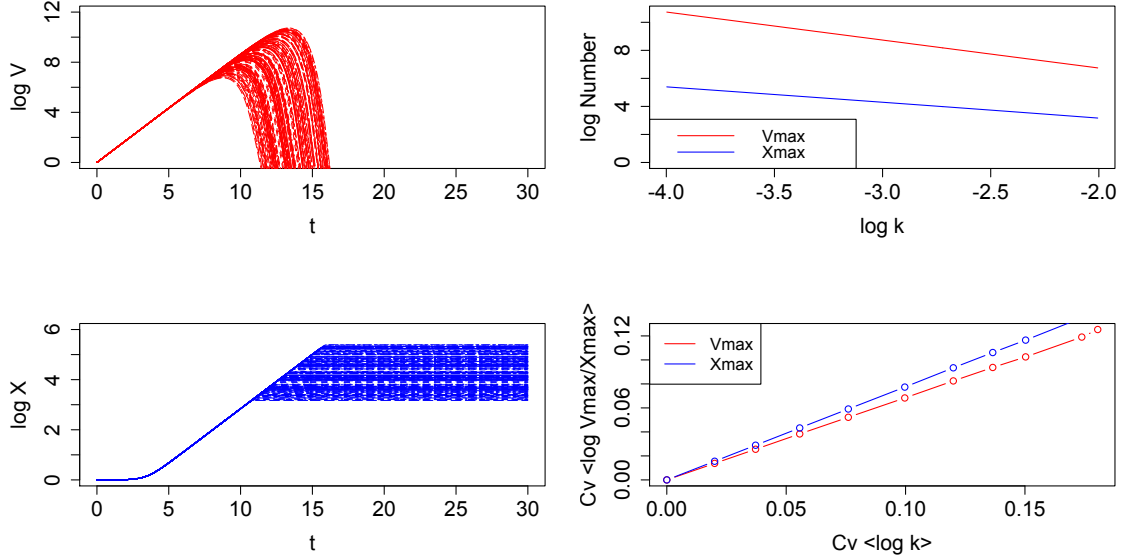 log V
0 4 8 12
0 5 10 15 20 25 30
t
log Number
0 4 8
Vmax
Xmax
-4.0 -3.5 -3.0 -2.5 -2.0
log k
log X
0 2 4 6
0 5 10 15 20 25 30
t
Cv <log Vmax/Xmax>
0.00 0.06 0.12
Vmax
Xmax
0.00 0.05 0.10 0.15
Cv <log k>